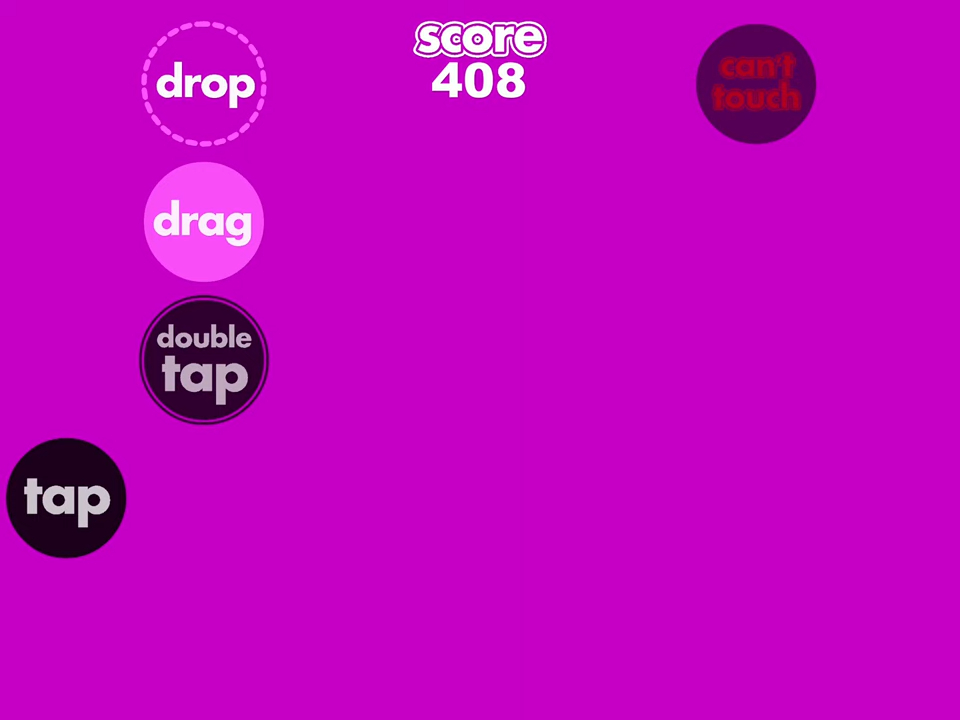 drop
score
408
can't
touch
drag
double
tap
tap